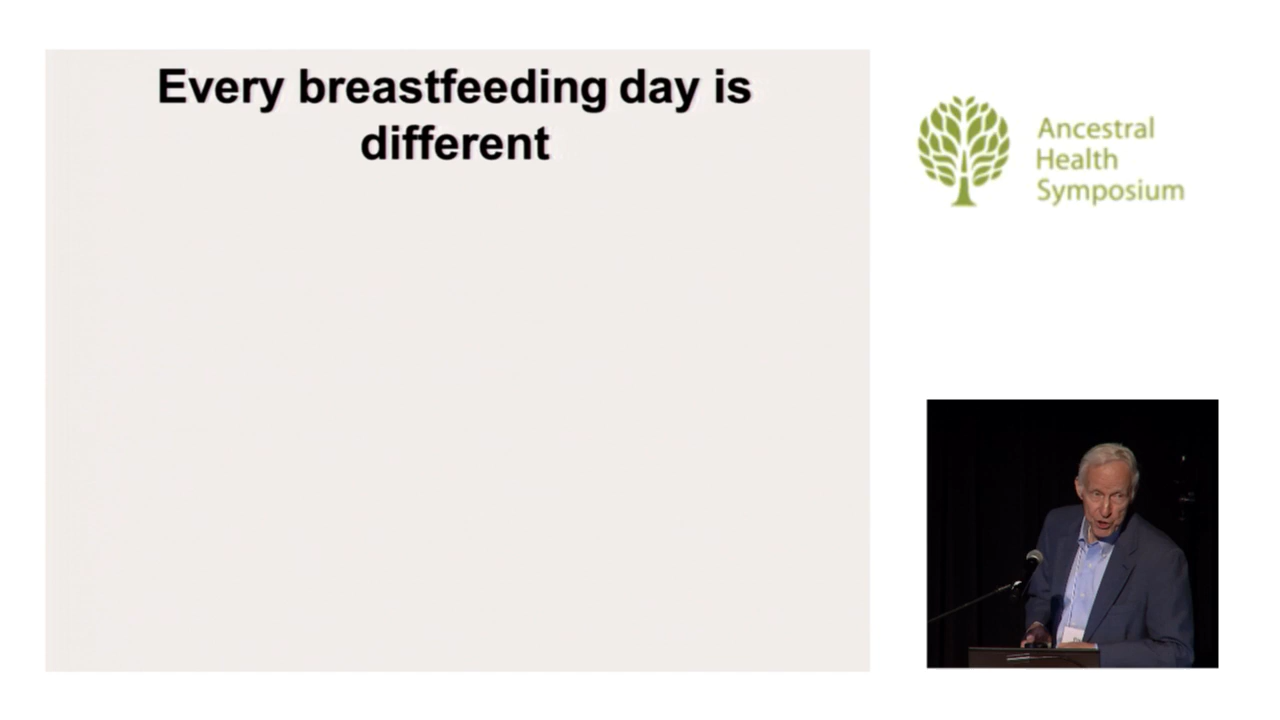 Every breastfeeding day is
different
Ancestral
Health
Symposium